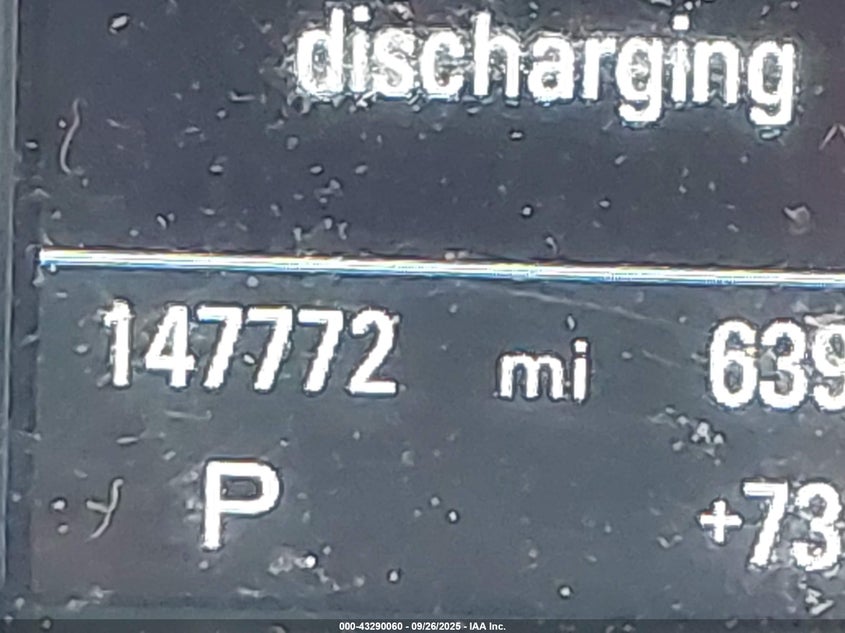 discharging
147772 mi 639
P +73
000-43290060 - 09/26/2025 - IAA Inc.